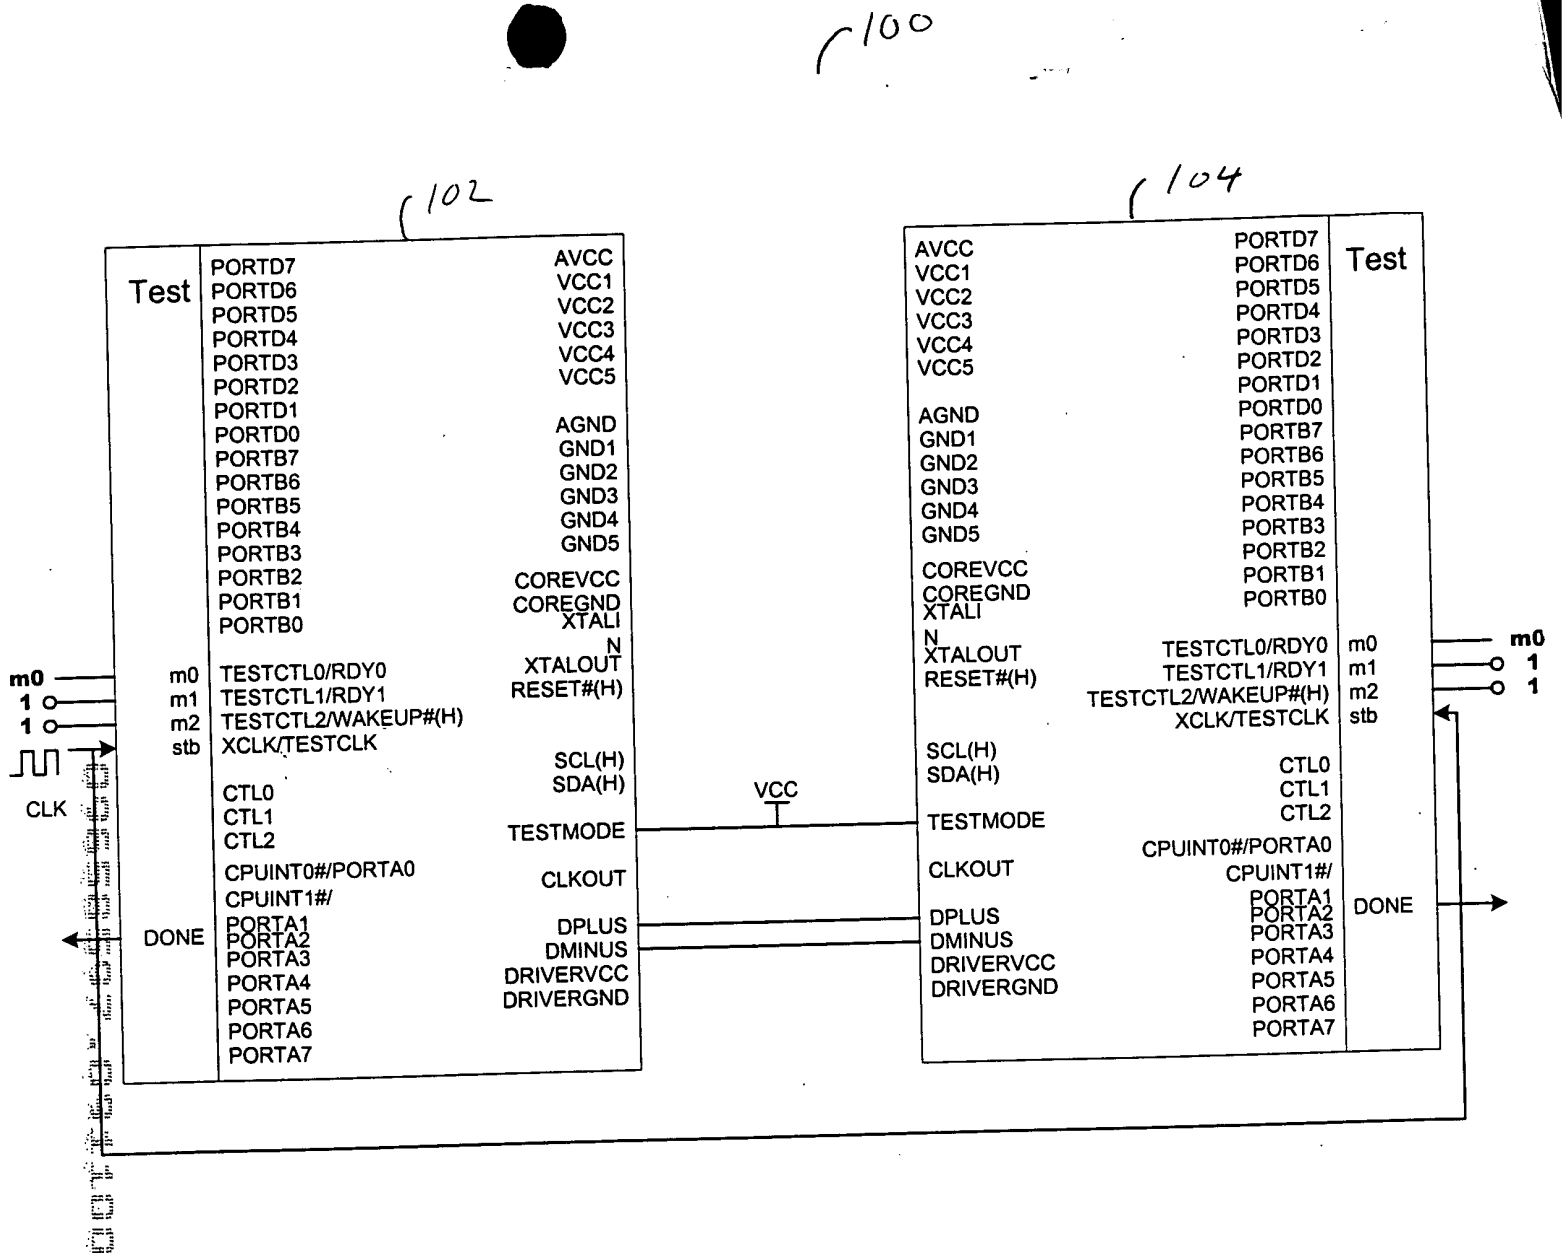 100
102
104
Test
PORTD7
PORTD6
PORTD5
PORTD4
PORTD3
PORTD2
PORTD1
PORTD0
PORTB7
PORTB6
PORTB5
PORTB4
PORTB3
PORTB2
PORTB1
PORTB0
m0 m0 TESTCTL0/RDY0
1 m1 TESTCTL1/RDY1
1 m2 TESTCTL2/WAKEUP#(H)
stb XCLK/TESTCLK
CLK
CTL0
CTL1
CTL2
CPUINT0#/PORTA0
CPUINT1#/
PORTA1
DONE PORTA2
PORTA3
PORTA4
PORTA5
PORTA6
PORTA7
AVCC
VCC1
VCC2
VCC3
VCC4
VCC5
AGND
GND1
GND2
GND3
GND4
GND5
COREVCC
COREGND
XTALI
N
XTALOUT
RESET#(H)
SCL(H)
SDA(H)
TESTMODE
CLKOUT
DPLUS
DMINUS
DRIVERVCC
DRIVERGND
VCC
AVCC
VCC1
VCC2
VCC3
VCC4
VCC5
AGND
GND1
GND2
GND3
GND4
GND5
COREVCC
COREGND
XTALI
N
XTALOUT
RESET#(H)
SCL(H)
SDA(H)
TESTMODE
CLKOUT
DPLUS
DMINUS
DRIVERVCC
DRIVERGND
Test
PORTD7
PORTD6
PORTD5
PORTD4
PORTD3
PORTD2
PORTD1
PORTD0
PORTB7
PORTB6
PORTB5
PORTB4
PORTB3
PORTB2
PORTB1
PORTB0
TESTCTL0/RDY0 m0 m0
TESTCTL1/RDY1 m1 1
TESTCTL2/WAKEUP#(H) m2 1
XCLK/TESTCLK stb
CTL0
CTL1
CTL2
CPUINT0#/PORTA0
CPUINT1#/
PORTA1
PORTA2 DONE
PORTA3
PORTA4
PORTA5
PORTA6
PORTA7